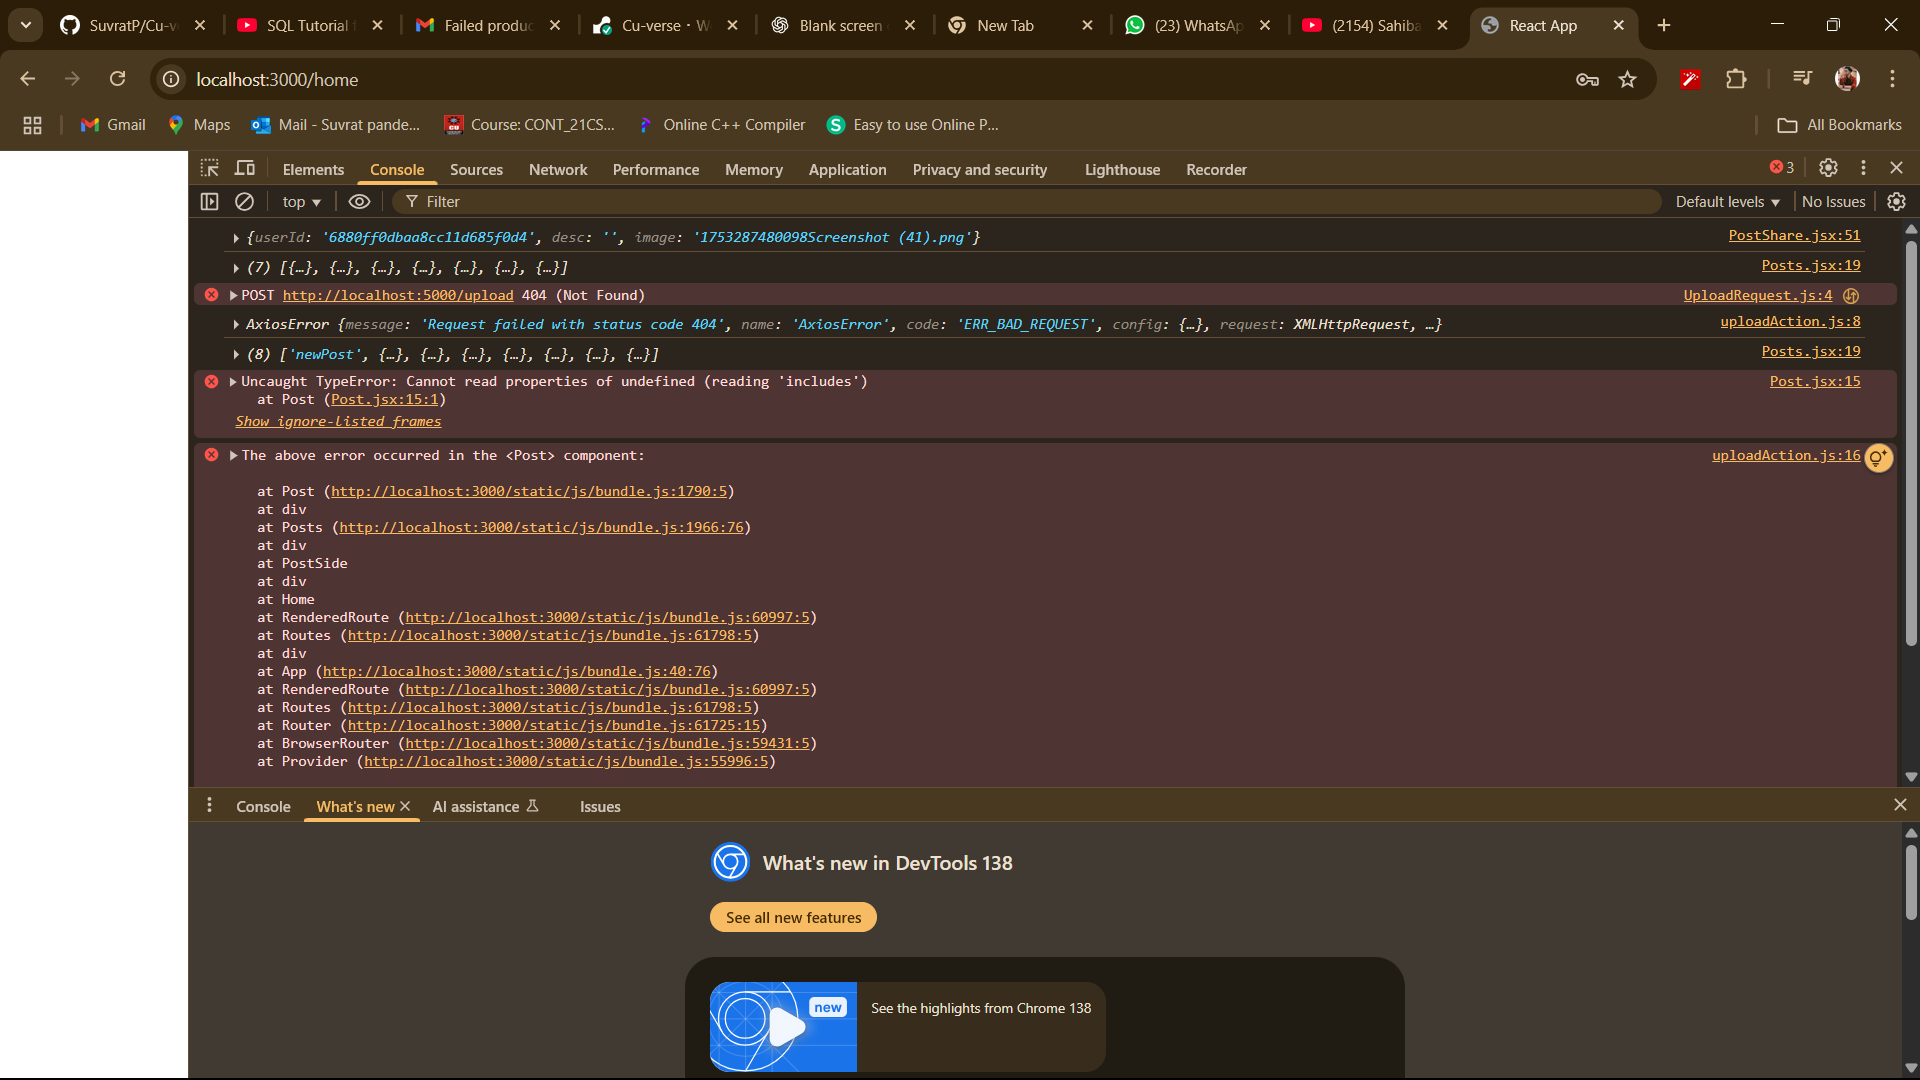 SuvratP/Cu-v
SQL Tutorial f
Failed produc
Cu-verse · W
Blank screen
New Tab
(23) WhatsAp
(2154) Sahiba
React App
localhost:3000/home
Gmail
Maps
Mail - Suvrat pande...
Course: CONT_21CS...
Online C++ Compiler
Easy to use Online P...
All Bookmarks
Elements Console Sources Network Performance Memory Application Privacy and security Lighthouse Recorder 3
top Filter Default levels No Issues
{userId: '6880ff0dbaa8cc11d685f0d4', desc: '', image: '1753287480098Screenshot (41).png'} PostShare.jsx:51
(7) [{…}, {…}, {…}, {…}, {…}, {…}, {…}] Posts.jsx:19
POST http://localhost:5000/upload 404 (Not Found) UploadRequest.js:4
AxiosError {message: 'Request failed with status code 404', name: 'AxiosError', code: 'ERR_BAD_REQUEST', config: {…}, request: XMLHttpRequest, …} uploadAction.js:8
(8) ['newPost', {…}, {…}, {…}, {…}, {…}, {…}, {…}] Posts.jsx:19
Uncaught TypeError: Cannot read properties of undefined (reading 'includes') Post.jsx:15
at Post (Post.jsx:15:1)
Show ignore-listed frames
The above error occurred in the <Post> component: uploadAction.js:16
at Post (http://localhost:3000/static/js/bundle.js:1790:5)
at div
at Posts (http://localhost:3000/static/js/bundle.js:1966:76)
at div
at PostSide
at div
at Home
at RenderedRoute (http://localhost:3000/static/js/bundle.js:60997:5)
at Routes (http://localhost:3000/static/js/bundle.js:61798:5)
at div
at App (http://localhost:3000/static/js/bundle.js:40:76)
at RenderedRoute (http://localhost:3000/static/js/bundle.js:60997:5)
at Routes (http://localhost:3000/static/js/bundle.js:61798:5)
at Router (http://localhost:3000/static/js/bundle.js:61725:15)
at BrowserRouter (http://localhost:3000/static/js/bundle.js:59431:5)
at Provider (http://localhost:3000/static/js/bundle.js:55996:5)
Console What's new AI assistance Issues
What's new in DevTools 138
See all new features
new
See the highlights from Chrome 138